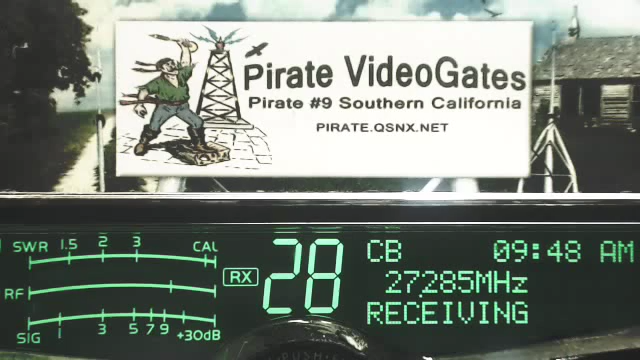 Pirate VideoGates
Pirate #9 Southern California
PIRATE.QSNX.NET
SWR 1.5 2 3 CAL
RX
28
CB 09:48 AM
27285MHz
RECEIVING
RF
SIG 1 3 5 7 9 +30dB
PUSH